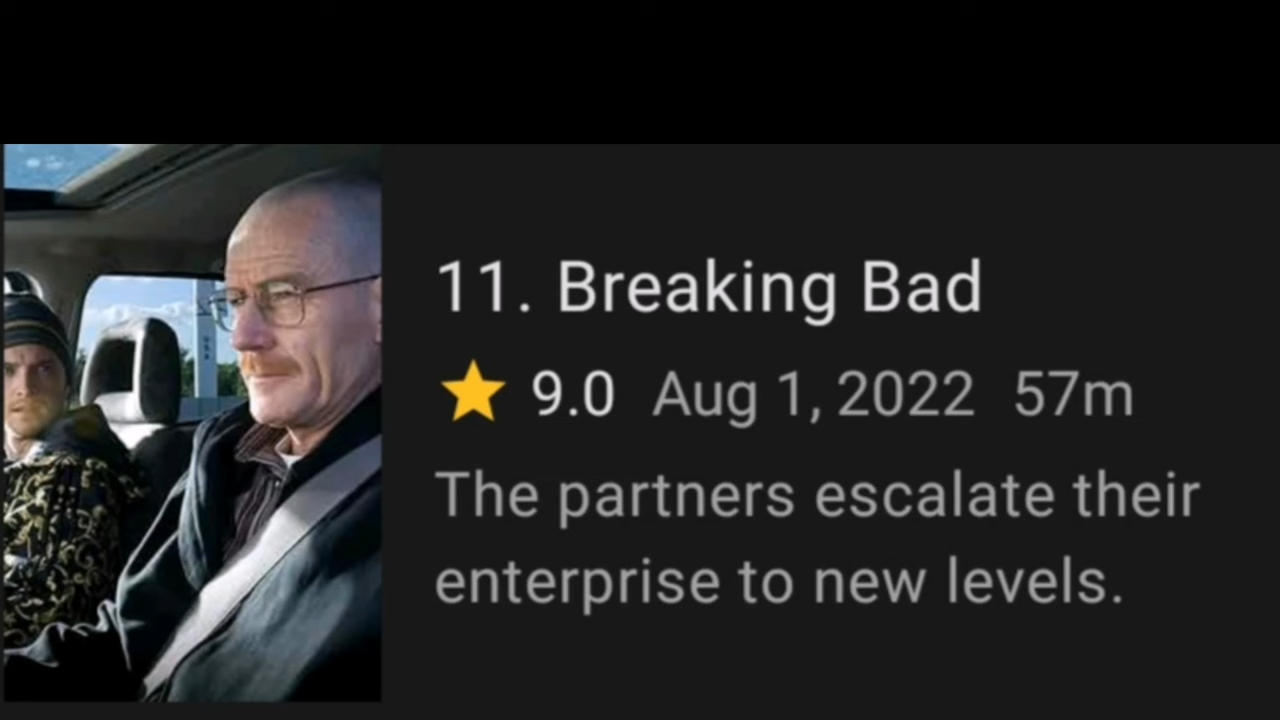 11. Breaking Bad
9.0 Aug 1, 2022 57m
The partners escalate their
enterprise to new levels.